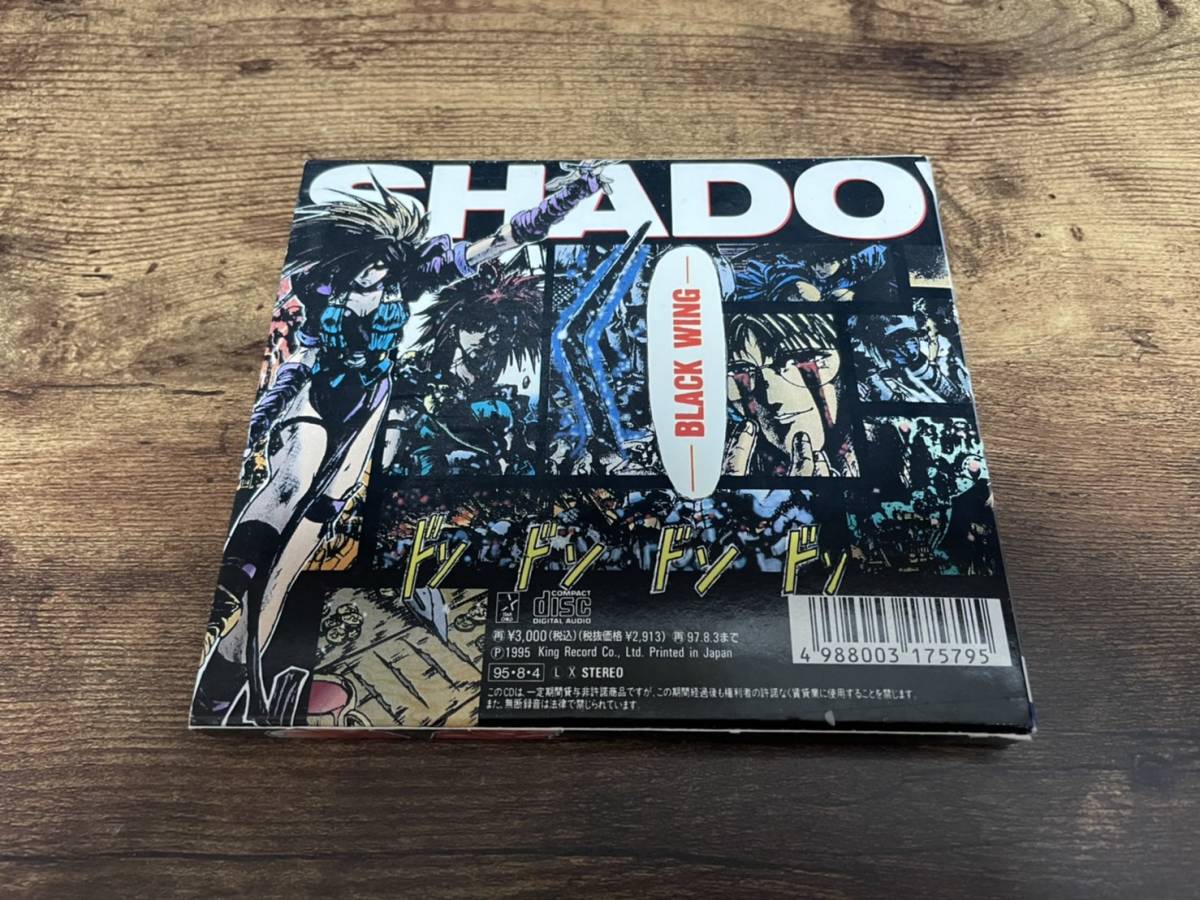 SHADO
BLACK WING
ドン ドン ドン ドン
COMPACT
disc
DIGITAL AUDIO
再 ¥3,000(税込)(税抜価格 ¥2,913) 再 97.8.3まで
Ⓟ1995 King Record Co., Ltd. Printed in Japan
95・8・4 L X STEREO
このCDは、一定期間貸与非許諾商品ですが、この期間経過後も権利者の許諾なく賃貸業に使用することを禁じます。
また、無断録音は法律で禁じられています。
4 988003 175795